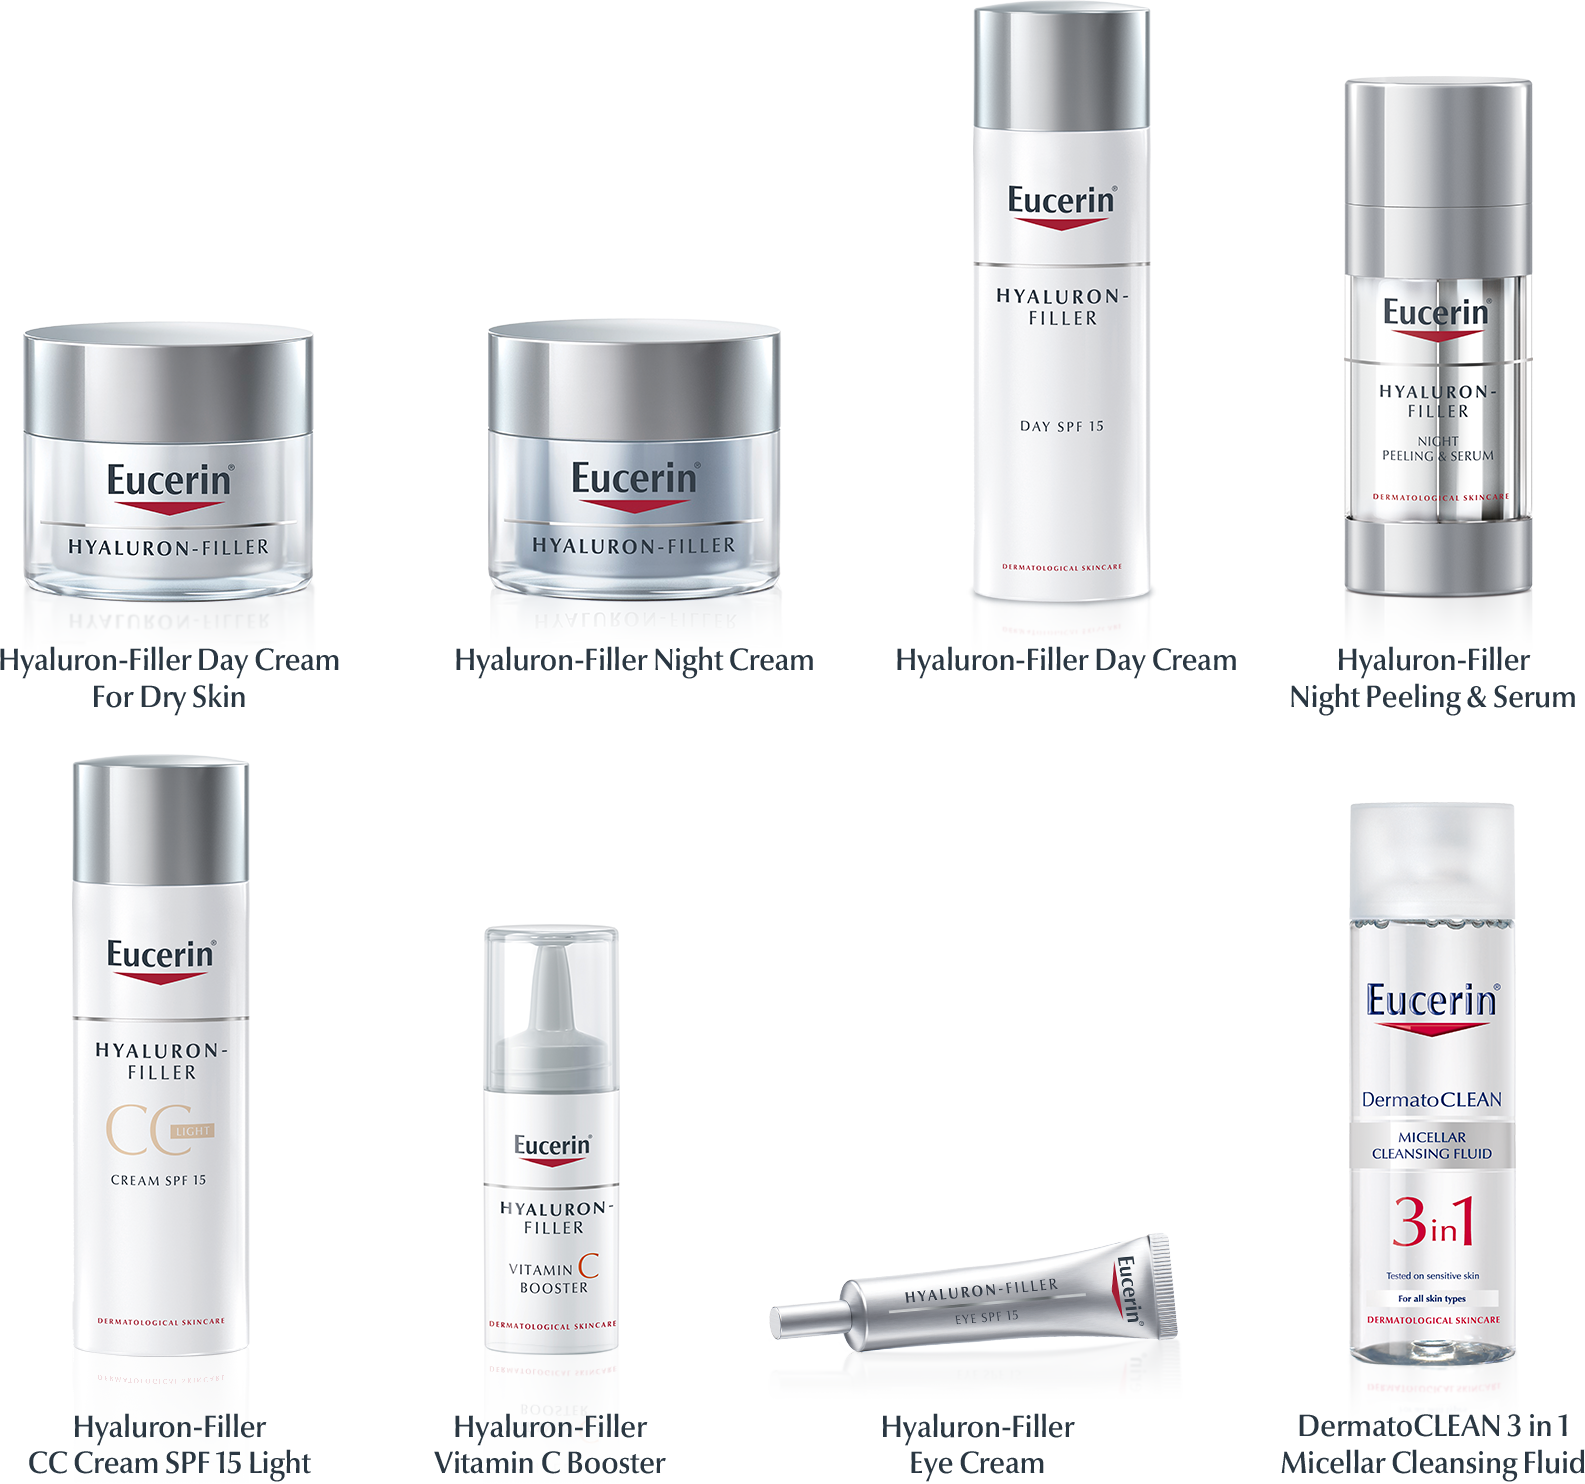 Eucerin®
HYALURON-FILLER
Hyaluron-Filler Day Cream
For Dry Skin
Eucerin®
HYALURON-FILLER
Hyaluron-Filler Night Cream
Eucerin®
HYALURON-
FILLER
DAY SPF 15
DERMATOLOGICAL SKINCARE
Hyaluron-Filler Day Cream
Eucerin®
HYALURON-
FILLER
NIGHT
PEELING & SERUM
DERMATOLOGICAL SKINCARE
Hyaluron-Filler
Night Peeling & Serum
Eucerin®
HYALURON-
FILLER
CC LIGHT
CREAM SPF 15
DERMATOLOGICAL SKINCARE
Hyaluron-Filler
CC Cream SPF 15 Light
Eucerin®
HYALURON-
FILLER
VITAMIN C
BOOSTER
DERMATOLOGICAL SKINCARE
Hyaluron-Filler
Vitamin C Booster
HYALURON-FILLER
EYE SPF 15
Eucerin®
Hyaluron-Filler
Eye Cream
Eucerin®
DermatoCLEAN
MICELLAR
CLEANSING FLUID
3in1
Tested on sensitive skin
For all skin types
DERMATOLOGICAL SKINCARE
DermatoCLEAN 3 in 1
Micellar Cleansing Fluid